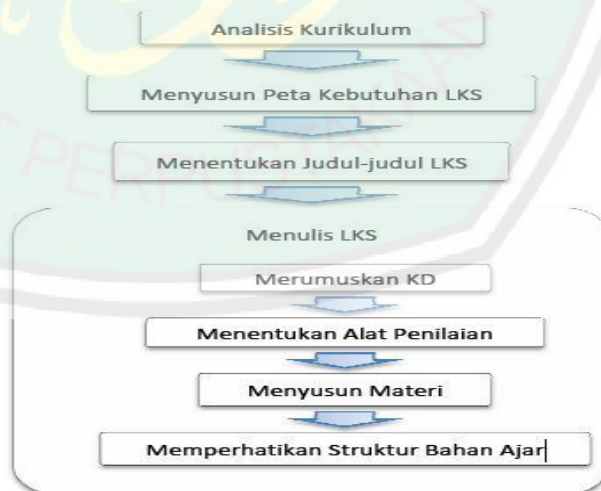 Analisis Kurikulum
Menyusun Peta Kebutuhan LKS
Menentukan Judul-judul LKS
Menulis LKS
Merumuskan KD
Menentukan Alat Penilaian
Menyusun Materi
Memperhatikan Struktur Bahan Ajar